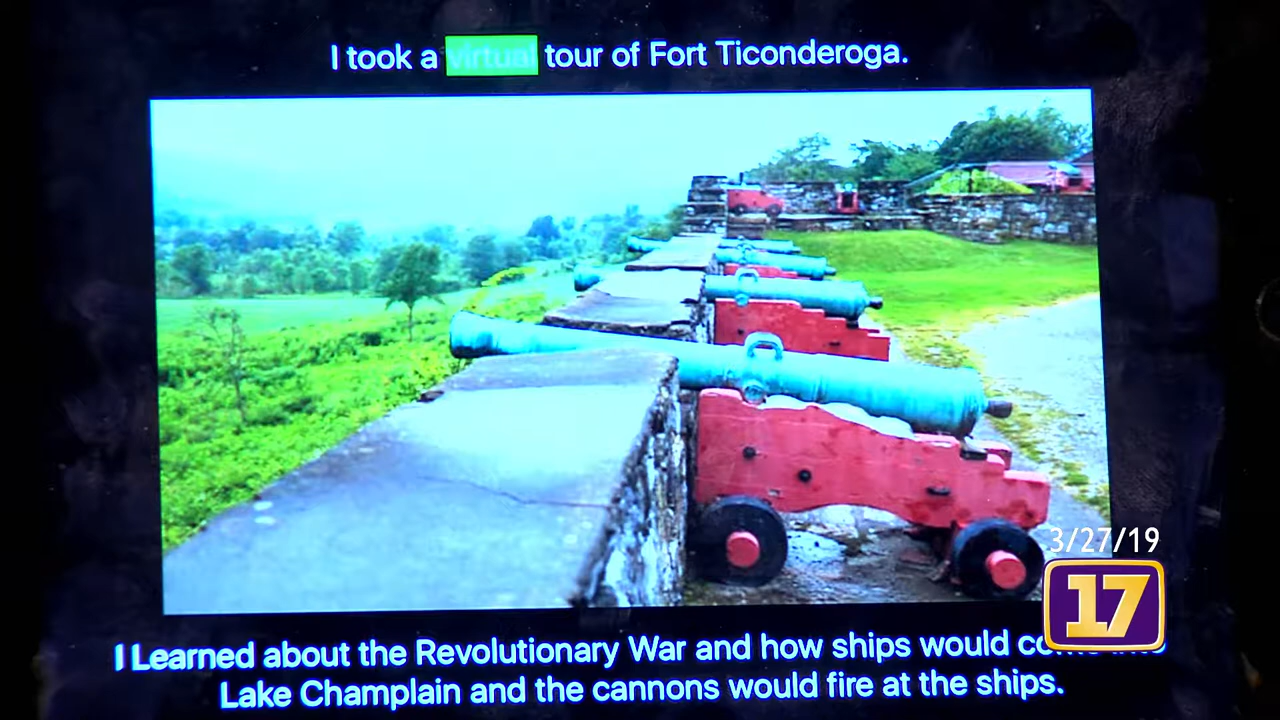 I took a virtual tour of Fort Ticonderoga.
3/27/19
17
I Learned about the Revolutionary War and how ships would
Lake Champlain and the cannons would fire at the ships.